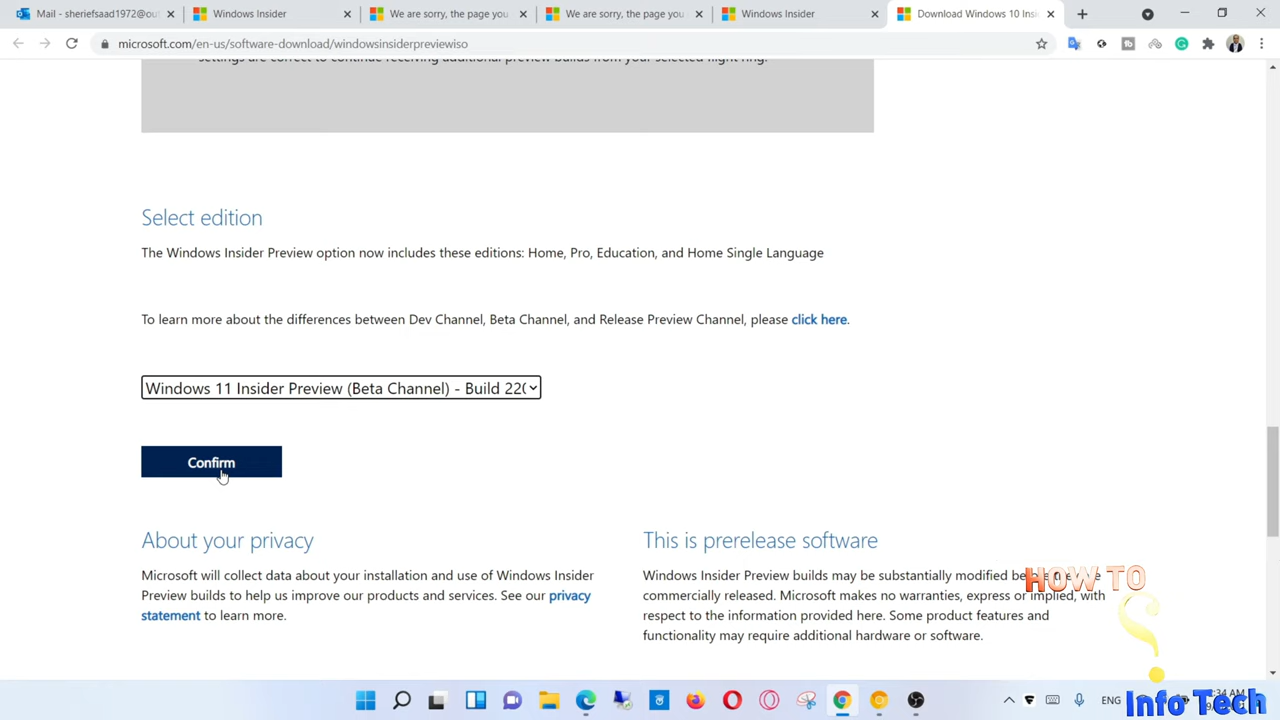 Mail - sheriefsaad1972@ou
Windows Insider
We are sorry, the page you
We are sorry, the page you
Windows Insider
Download Windows 10 Insi
microsoft.com/en-us/software-download/windowsinsiderpreviewiso
settings are correct to continue receiving additional preview builds from your selected flight ring.
Select edition
The Windows Insider Preview option now includes these editions: Home, Pro, Education, and Home Single Language
To learn more about the differences between Dev Channel, Beta Channel, and Release Preview Channel, please click here.
Windows 11 Insider Preview (Beta Channel) - Build 220
Confirm
About your privacy
Microsoft will collect data about your installation and use of Windows Insider
Preview builds to help us improve our products and services. See our privacy
statement to learn more.
This is prerelease software
Windows Insider Preview builds may be substantially modified
commercially released. Microsoft makes no warranties, express or implied, with
respect to the information provided here. Some product features and
functionality may require additional hardware or software.
HOW TO
?
Info Tech
ENG
:34 AM